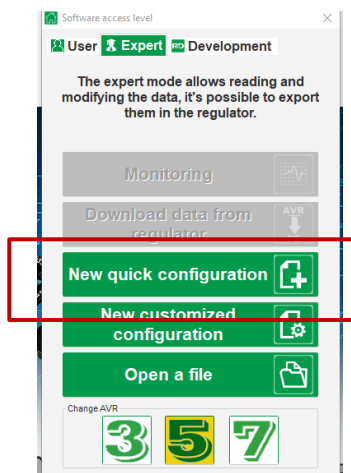 Software access level
User Expert R&D Development
The expert mode allows reading and
modifying the data, it's possible to export
them in the regulator.
Monitoring
Download data from
regulator
AVR
New quick configuration
New customized
configuration
Open a file
Change AVR
3 5 7